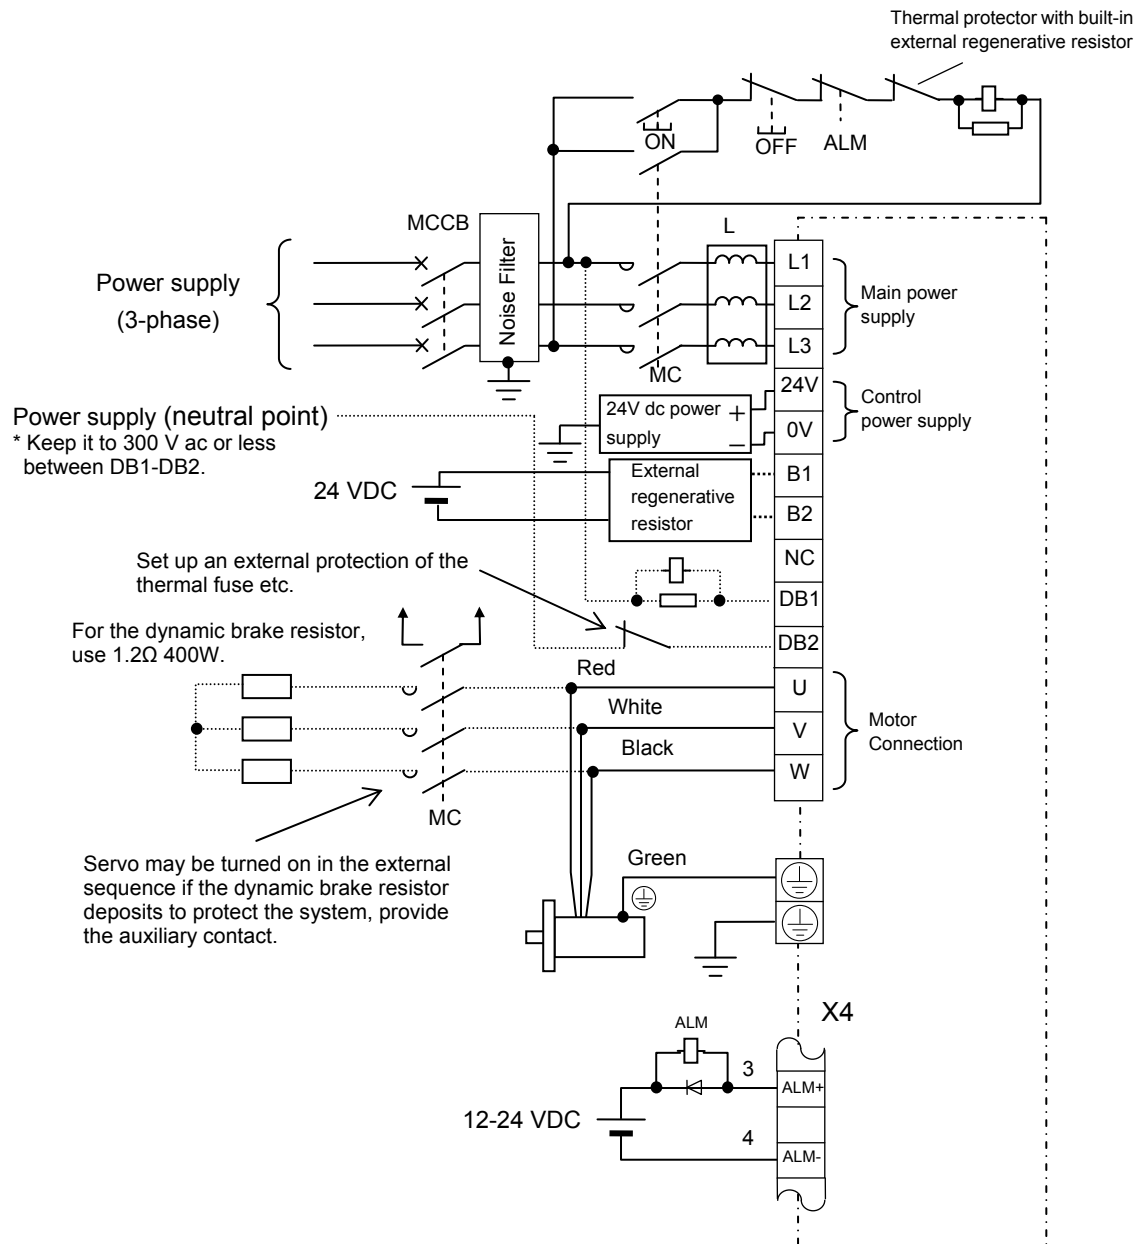 Thermal protector with built-in
external regenerative resistor
ON
OFF
ALM
MCCB
Noise Filter
L
Power supply
(3-phase)
L1
L2
L3
Main power
supply
MC
24V
0V
Control
power supply
24V dc power
supply
+
−
Power supply (neutral point)
* Keep it to 300 V ac or less
between DB1-DB2.
24 VDC
External
regenerative
resistor
B1
B2
NC
DB1
DB2
Set up an external protection of the
thermal fuse etc.
For the dynamic brake resistor,
use 1.2Ω 400W.
Red
White
Black
U
V
W
Motor
Connection
MC
Servo may be turned on in the external
sequence if the dynamic brake resistor
deposits to protect the system, provide
the auxiliary contact.
Green
X4
ALM
3
ALM+
12-24 VDC
4
ALM-